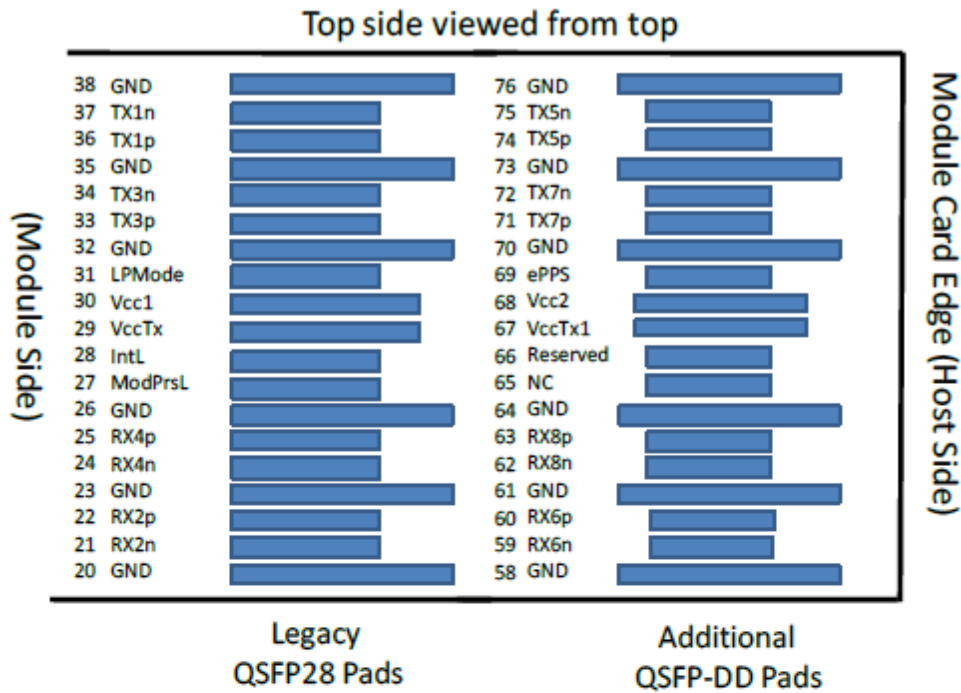 Top side viewed from top
38 GND 76 GND
37 TX1n 75 TX5n
36 TX1p 74 TX5p
35 GND 73 GND
34 TX3n 72 TX7n
33 TX3p 71 TX7p
32 GND 70 GND
31 LPMode 69 ePPS
30 Vcc1 68 Vcc2
29 VccTx 67 VccTx1
28 IntL 66 Reserved
27 ModPrsL 65 NC
26 GND 64 GND
25 RX4p 63 RX8p
24 RX4n 62 RX8n
23 GND 61 GND
22 RX2p 60 RX6p
21 RX2n 59 RX6n
20 GND 58 GND
(Module Side)
Module Card Edge (Host Side)
Legacy
QSFP28 Pads
Additional
QSFP-DD Pads